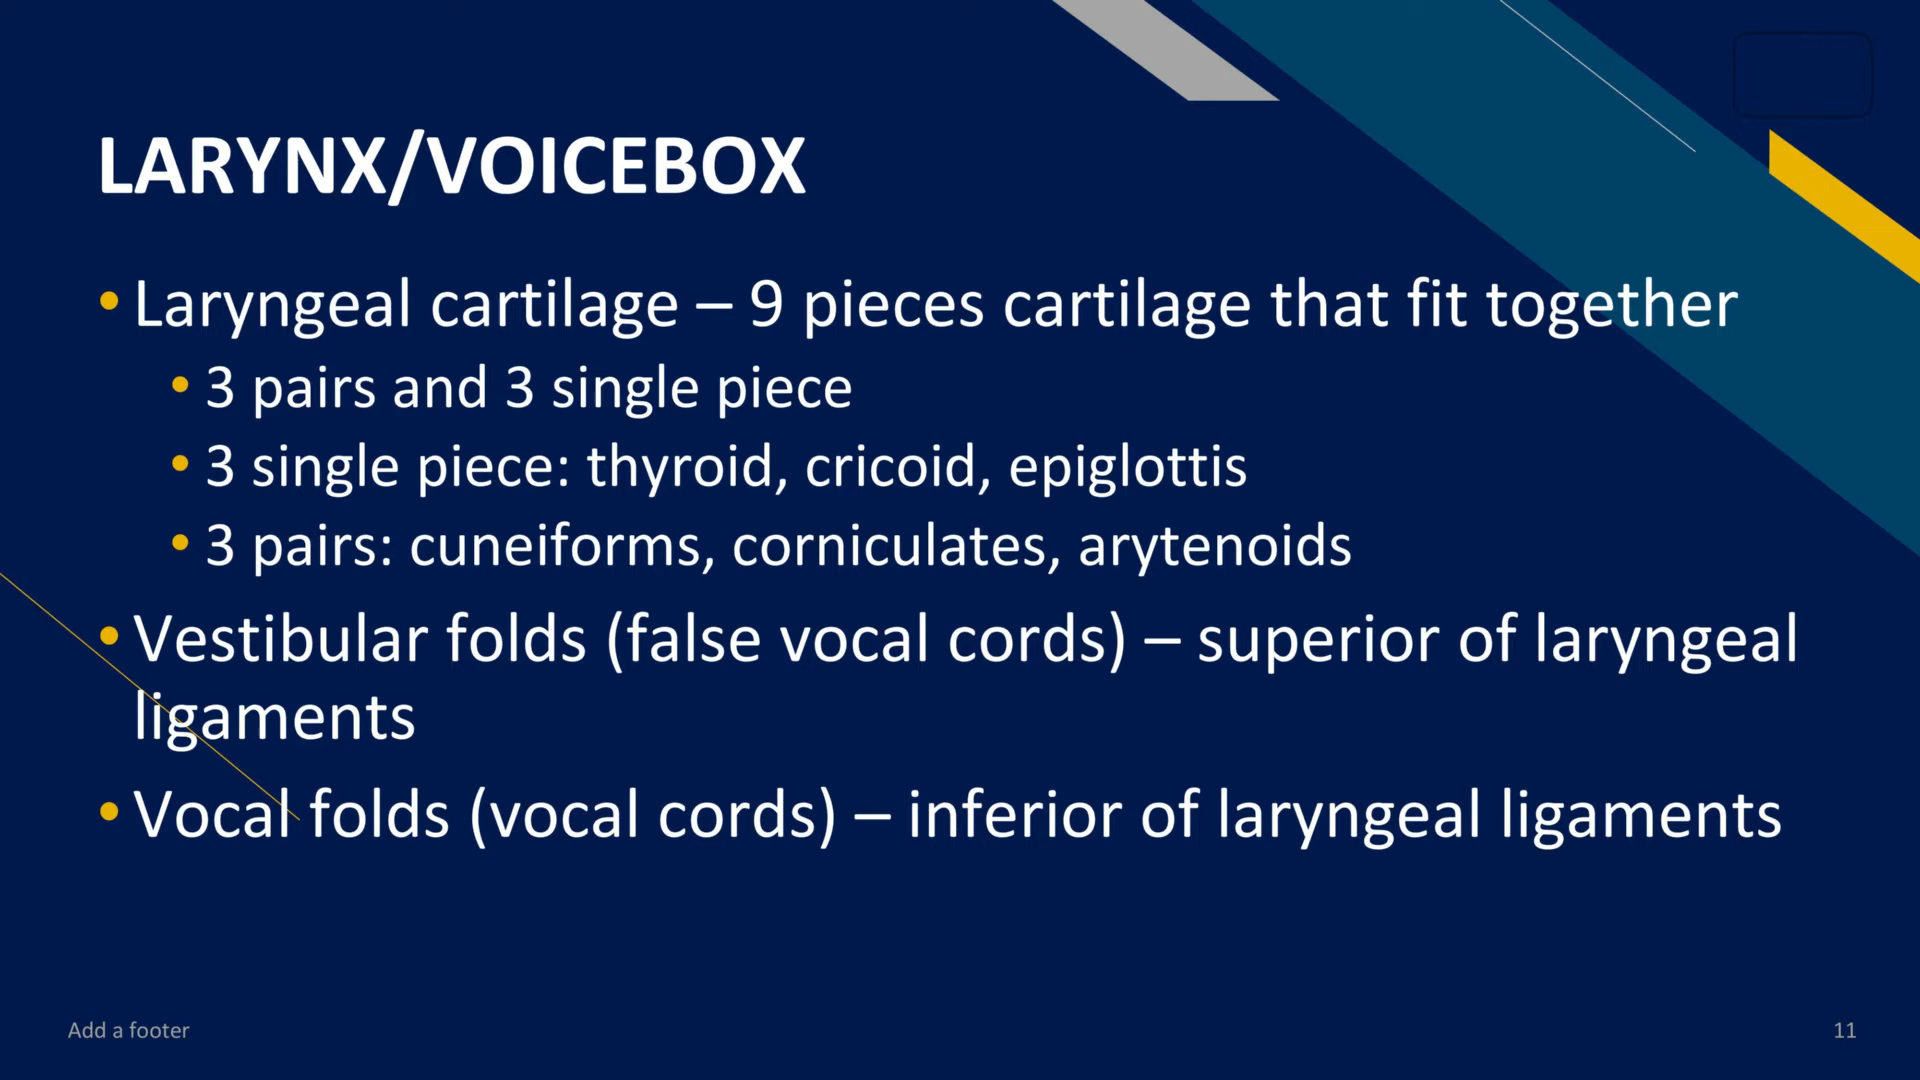 LARYNX/VOICEBOX
• Laryngeal cartilage – 9 pieces cartilage that fit together
• 3 pairs and 3 single piece
• 3 single piece: thyroid, cricoid, epiglottis
• 3 pairs: cuneiforms, corniculates, arytenoids
• Vestibular folds (false vocal cords) – superior of laryngeal
ligaments
• Vocal folds (vocal cords) – inferior of laryngeal ligaments
Add a footer
11